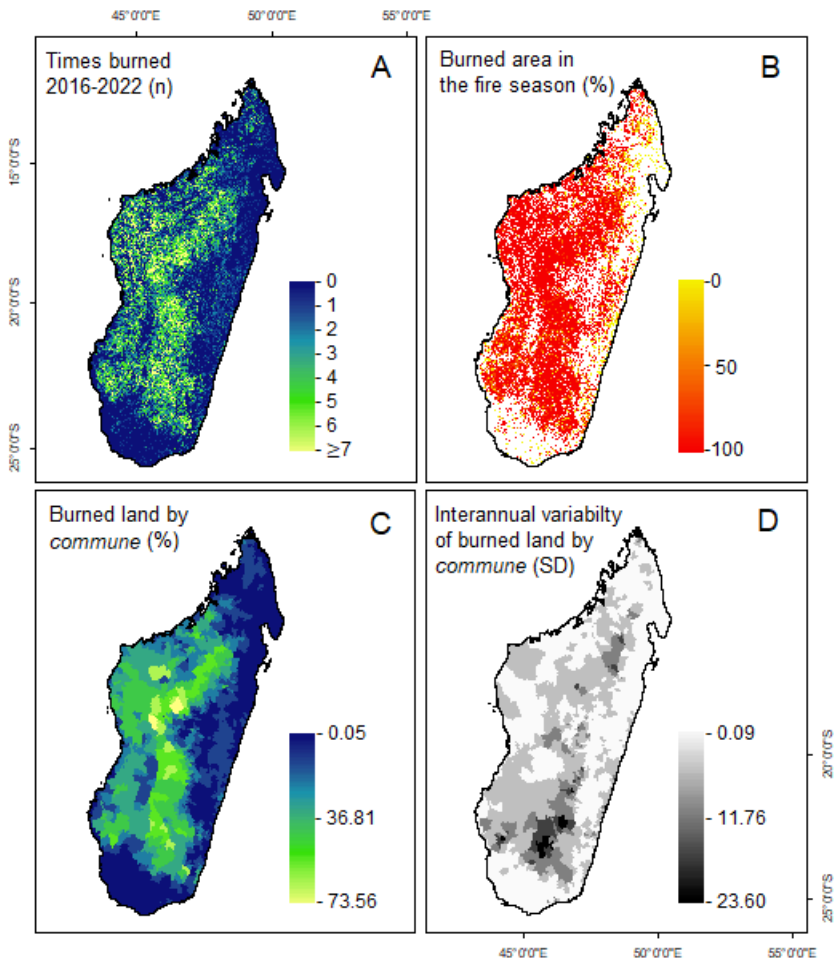 45°0'0"E 50°0'0"E 55°0'0"E
Times burned
2016-2022 (n)
A
15°0'0"S
20°0'0"S
25°0'0"S
- 0
- 1
- 2
- 3
- 4
- 5
- 6
- ≥7
Burned area in
the fire season (%)
B
-0
- 50
-100
Burned land by
commune (%)
C
- 0.05
- 36.81
- 73.56
Interannual variabilty
of burned land by
commune (SD)
D
- 0.09
- 11.76
- 23.60
20°0'0"S
25°0'0"S
45°0'0"E 50°0'0"E 55°0'0"E